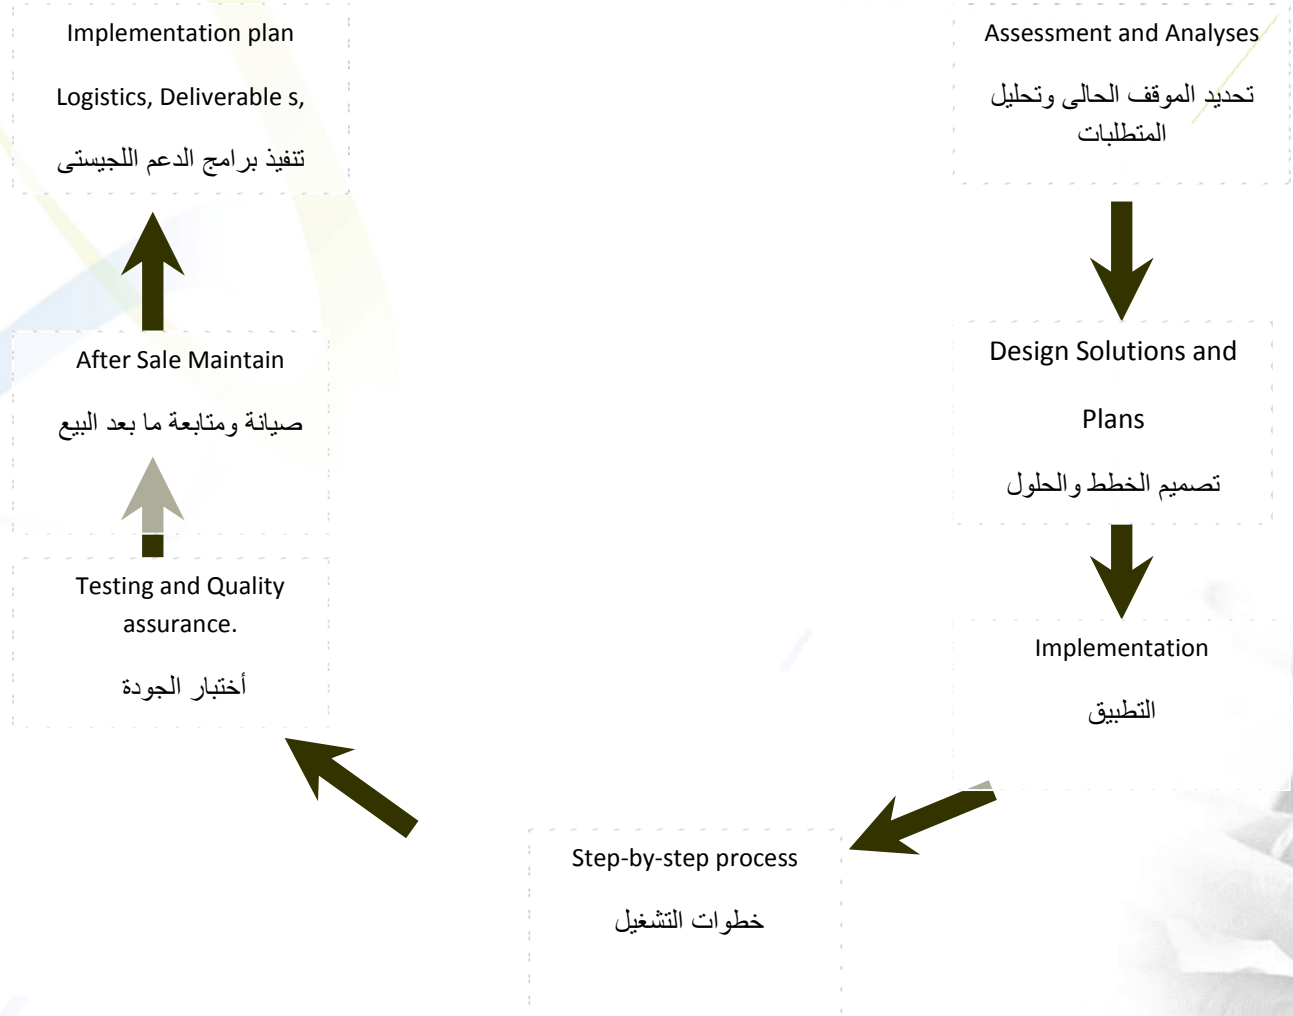 Assessment and Analyses
تحديد الموقف الحالى وتحليل
المتطلبات
Design Solutions and
Plans
تصميم الخطط والحلول
Implementation
التطبيق
Step-by-step process
خطوات التشغيل
Testing and Quality
assurance.
أختبار الجودة
After Sale Maintain
صيانة ومتابعة ما بعد البيع
Implementation plan
Logistics, Deliverable s,
تنفيذ برامج الدعم اللجيستى